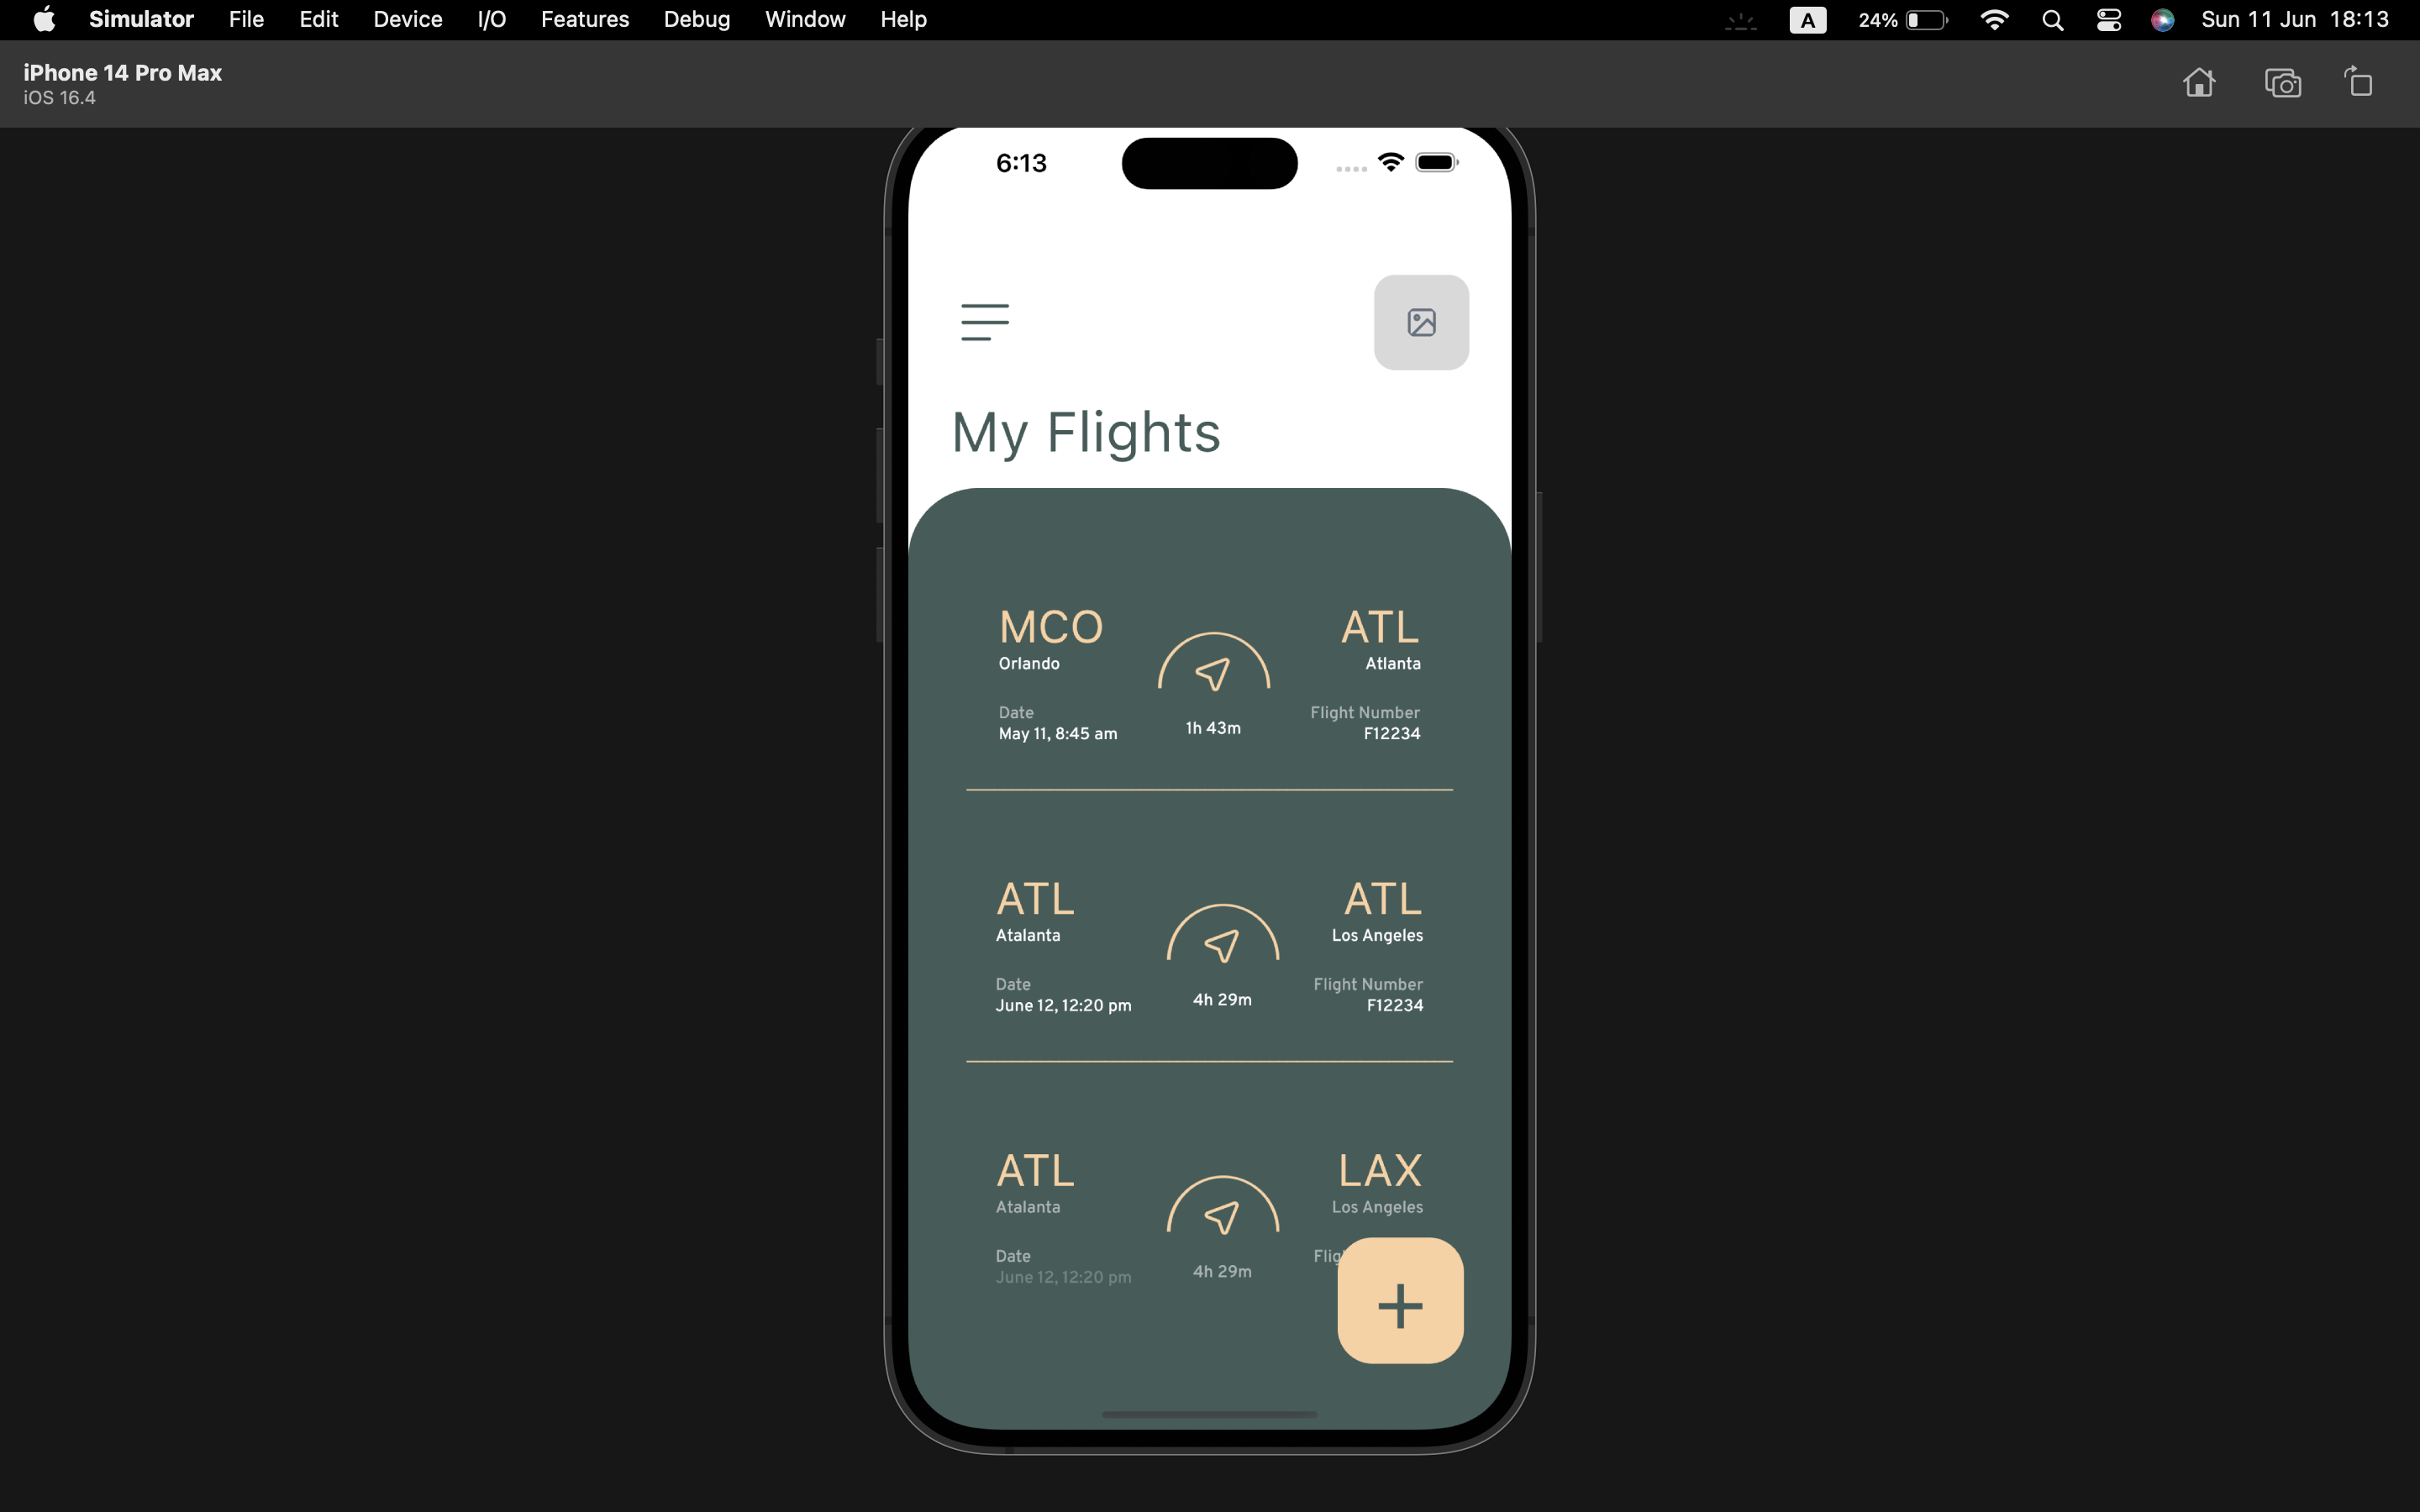 Simulator File Edit Device I/O Features Debug Window Help A 24% Sun 11 Jun 18:13
iPhone 14 Pro Max
iOS 16.4
6:13
My Flights
MCO ATL
Orlando Atlanta
Date Flight Number
May 11, 8:45 am 1h 43m F12234
ATL ATL
Atalanta Los Angeles
Date Flight Number
June 12, 12:20 pm 4h 29m F12234
ATL LAX
Atalanta Los Angeles
Date Flig
June 12, 12:20 pm 4h 29m
+